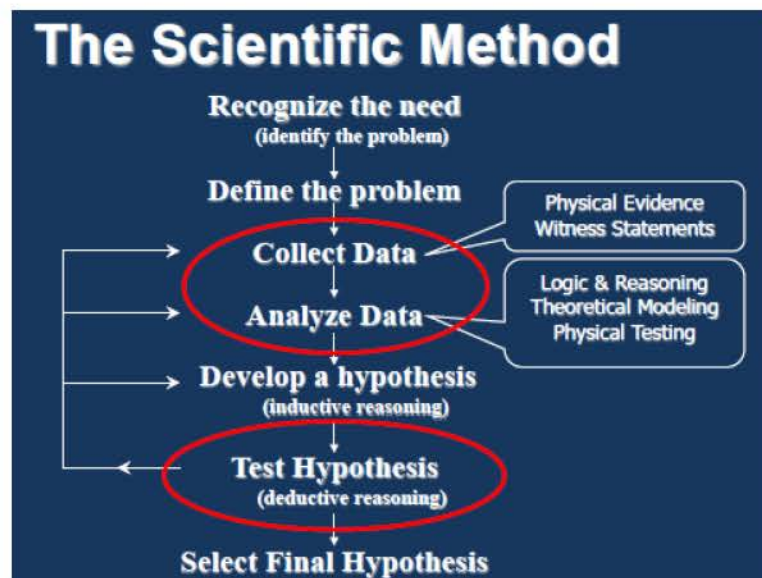 The Scientific Method
Recognize the need
(identify the problem)
Define the problem
Physical Evidence
Witness Statements
Collect Data
Logic & Reasoning
Theoretical Modeling
Physical Testing
Analyze Data
Develop a hypothesis
(inductive reasoning)
Test Hypothesis
(deductive reasoning)
Select Final Hypothesis